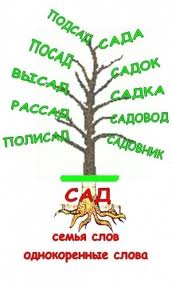 ПОДСАД
САДА
ПОСАД
САДОК
ВЫСАД
САДКА
РАССАД
САДОВОД
ПОЛИСАД
САДОВНИК
САД
семья слов
однокоренные слова